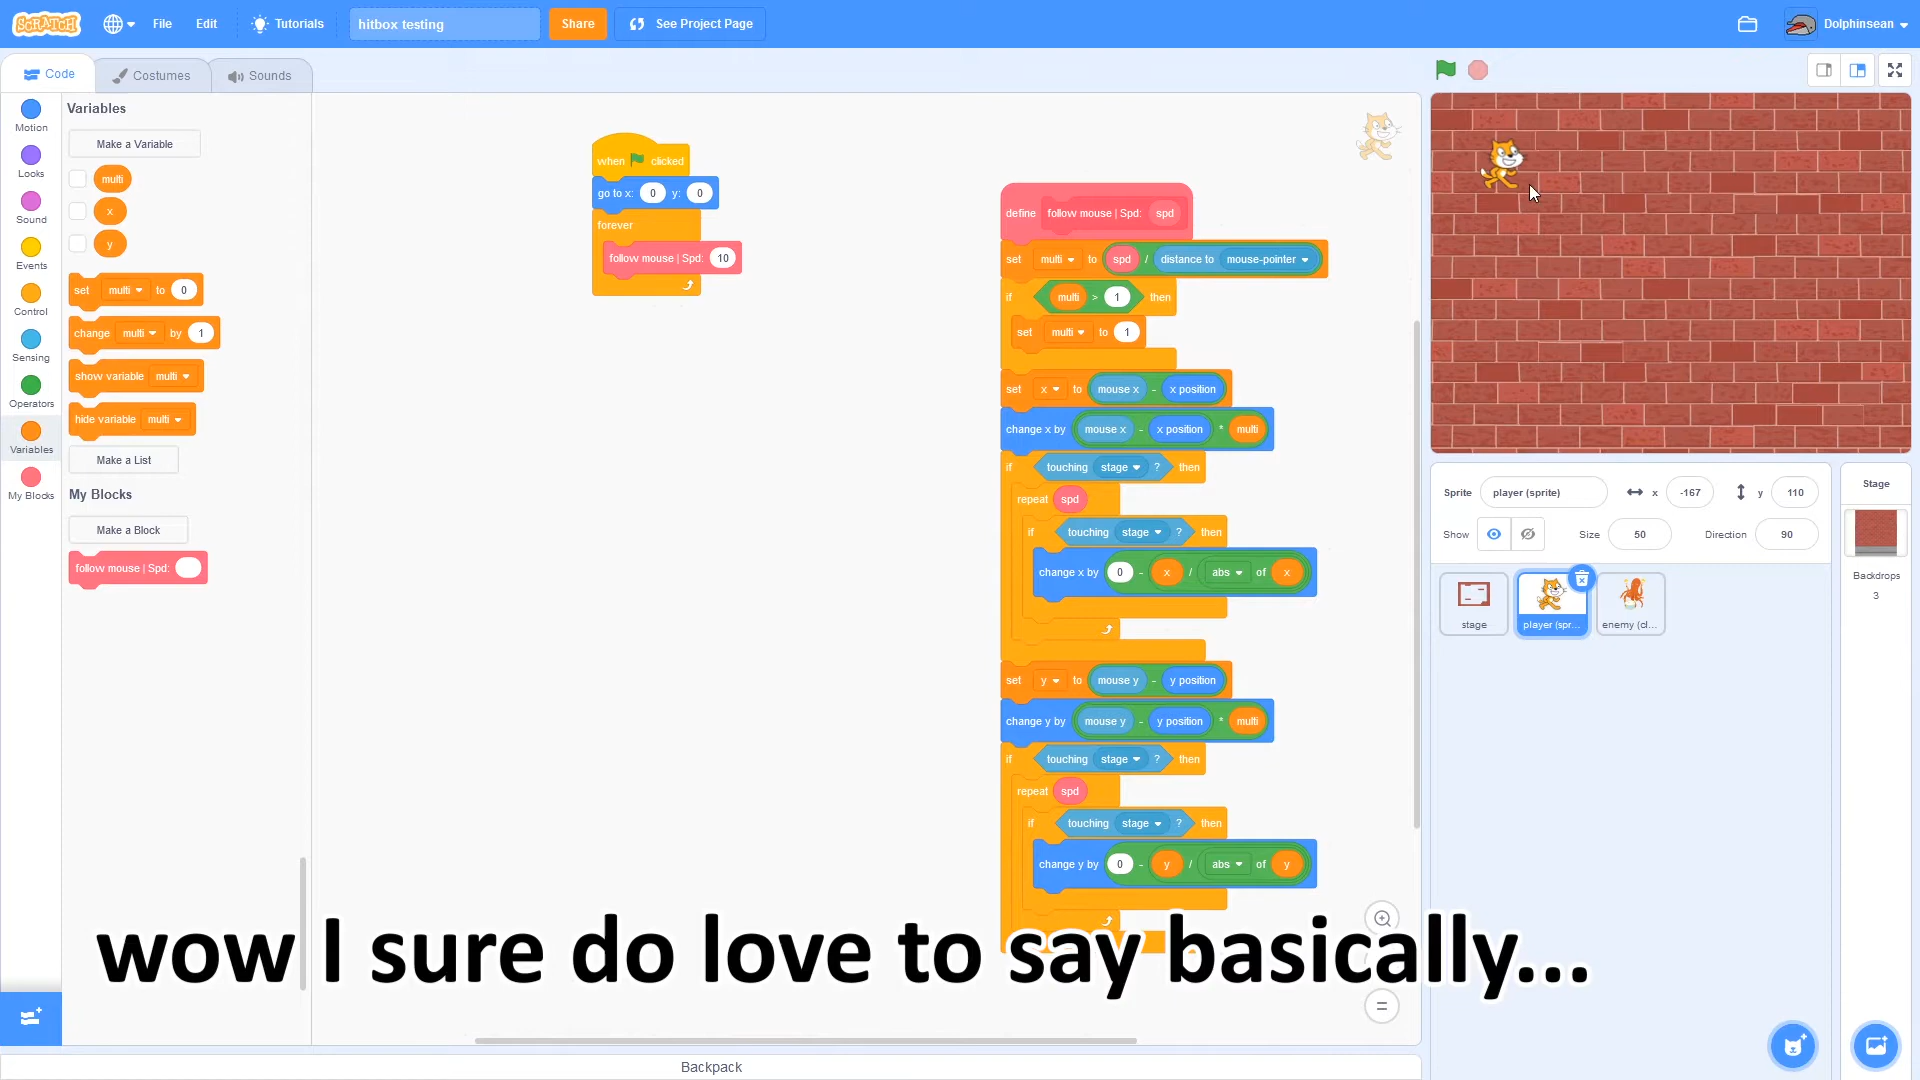 SCRATCH
File
Edit
Tutorials
hitbox testing
Share
See Project Page
Dolphinsean
Code
Costumes
Sounds
Motion
Looks
Sound
Events
Control
Sensing
Operators
Variables
My Blocks
Variables
Make a Variable
multi
x
y
set multi to 0
change multi by 1
show variable multi
hide variable multi
Make a List
My Blocks
Make a Block
follow mouse | Spd:
when clicked
go to x: 0 y: 0
forever
follow mouse | Spd: 10
define follow mouse | Spd: spd
set multi to spd / distance to mouse-pointer
if multi > 1 then
set multi to 1
set x to mouse x - x position
change x by mouse x - x position * multi
if touching stage ? then
repeat spd
if touching stage ? then
change x by 0 - x / abs of x
set y to mouse y - y position
change y by mouse y - y position * multi
if touching stage ? then
repeat spd
if touching stage ? then
change y by 0 - y / abs of y
wow I sure do love to say basically...
Backpack
Sprite player (sprite) x -167 y 110
Show Size 50 Direction 90
stage
player (spr...
enemy (cl...
Stage
Backdrops
3